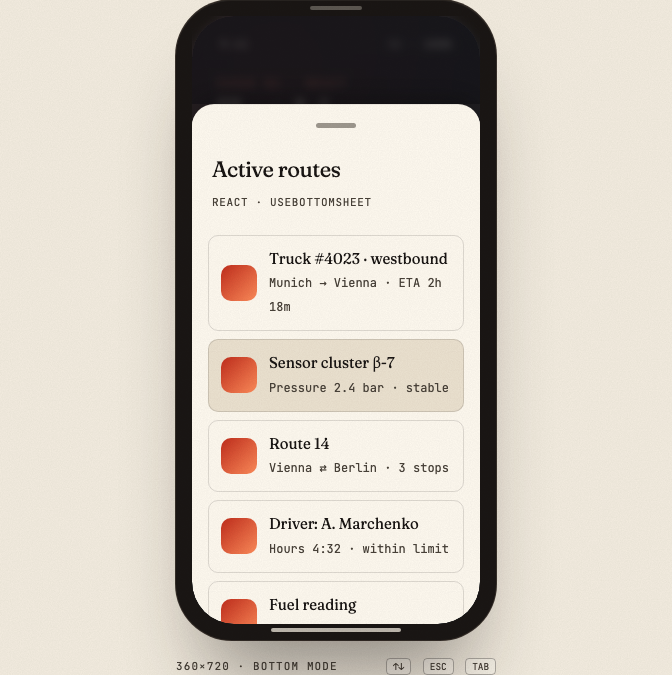 Active routes
REACT · USEBOTTOMSHEET
Truck #4023 · westbound
Munich → Vienna · ETA 2h
18m
Sensor cluster β-7
Pressure 2.4 bar · stable
Route 14
Vienna ⇄ Berlin · 3 stops
Driver: A. Marchenko
Hours 4:32 · within limit
Fuel reading
360×720 · BOTTOM MODE ↑↓ ESC TAB